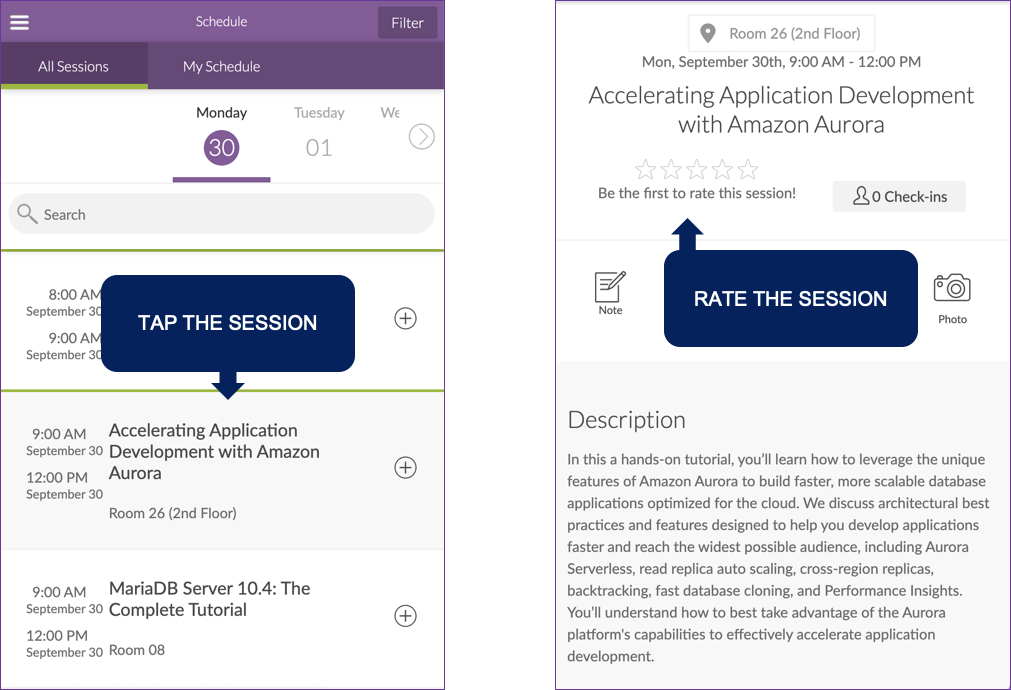 Schedule
Filter
All Sessions
My Schedule
Monday
Tuesday
We
30
01
Search
8:00 AM
September 30
9:00 AM
September 30
TAP THE SESSION
9:00 AM
September 30
12:00 PM
September 30
Accelerating Application
Development with Amazon
Aurora
Room 26 (2nd Floor)
9:00 AM
September 30
12:00 PM
September 30
MariaDB Server 10.4: The
Complete Tutorial
Room 08
Room 26 (2nd Floor)
Mon, September 30th, 9:00 AM - 12:00 PM
Accelerating Application Development
with Amazon Aurora
Be the first to rate this session!
0 Check-ins
Note
RATE THE SESSION
Photo
Description
In this a hands-on tutorial, you'll learn how to leverage the unique
features of Amazon Aurora to build faster, more scalable database
applications optimized for the cloud. We discuss architectural best
practices and features designed to help you develop applications
faster and reach the widest possible audience, including Aurora
Serverless, read replica auto scaling, cross-region replicas,
backtracking, fast database cloning, and Performance Insights.
You'll understand how to best take advantage of the Aurora
platform's capabilities to effectively accelerate application
development.